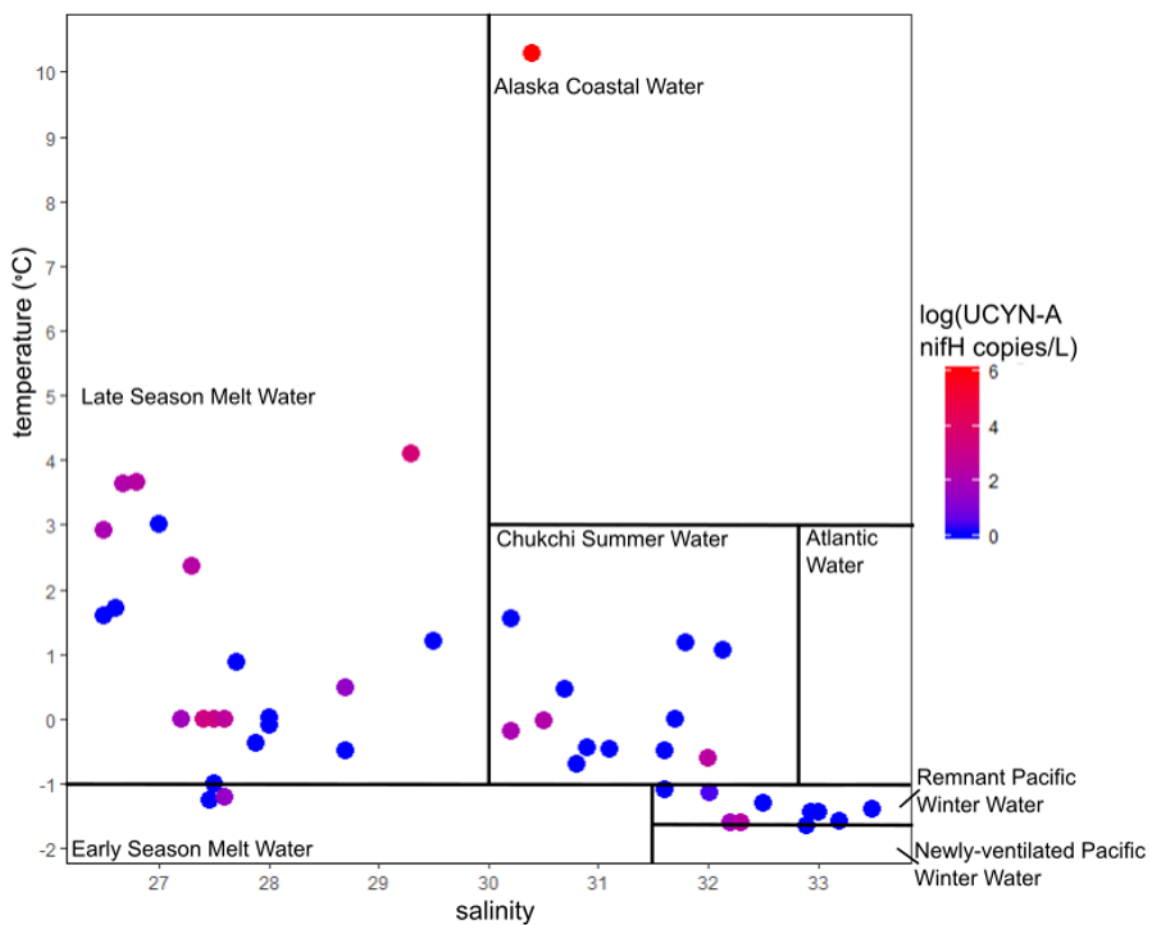 10
9
8
7
6
5
4
3
2
1
0
-1
-2
temperature (°C)
Alaska Coastal Water
Late Season Melt Water
Chukchi Summer Water
Atlantic
Water
Early Season Melt Water
Remnant Pacific
Winter Water
Newly-ventilated Pacific
Winter Water
27 28 29 30 31 32 33
salinity
log(UCYN-A
nifH copies/L)
6
4
2
0